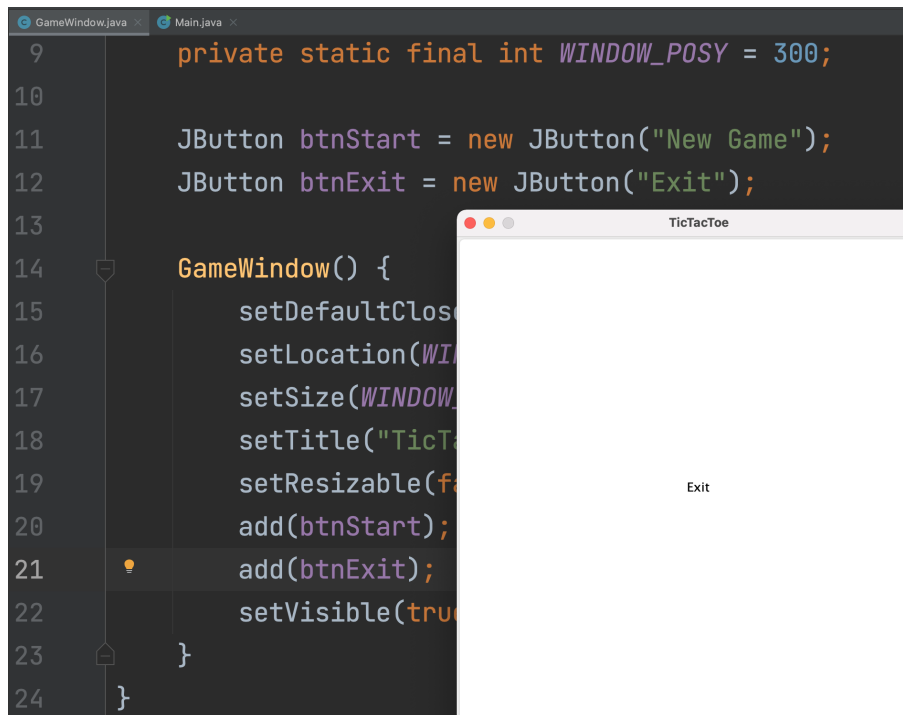 GameWindow.java Main.java
9 private static final int WINDOW_POSY = 300;
10
11 JButton btnStart = new JButton("New Game");
12 JButton btnExit = new JButton("Exit");
13
14 GameWindow() {
15 setDefaultClos
16 setLocation(WI
17 setSize(WINDOW_
18 setTitle("TicT
19 setResizable(f
20 add(btnStart);
21 add(btnExit);
22 setVisible(tru
23 }
24 }
TicTacToe
Exit